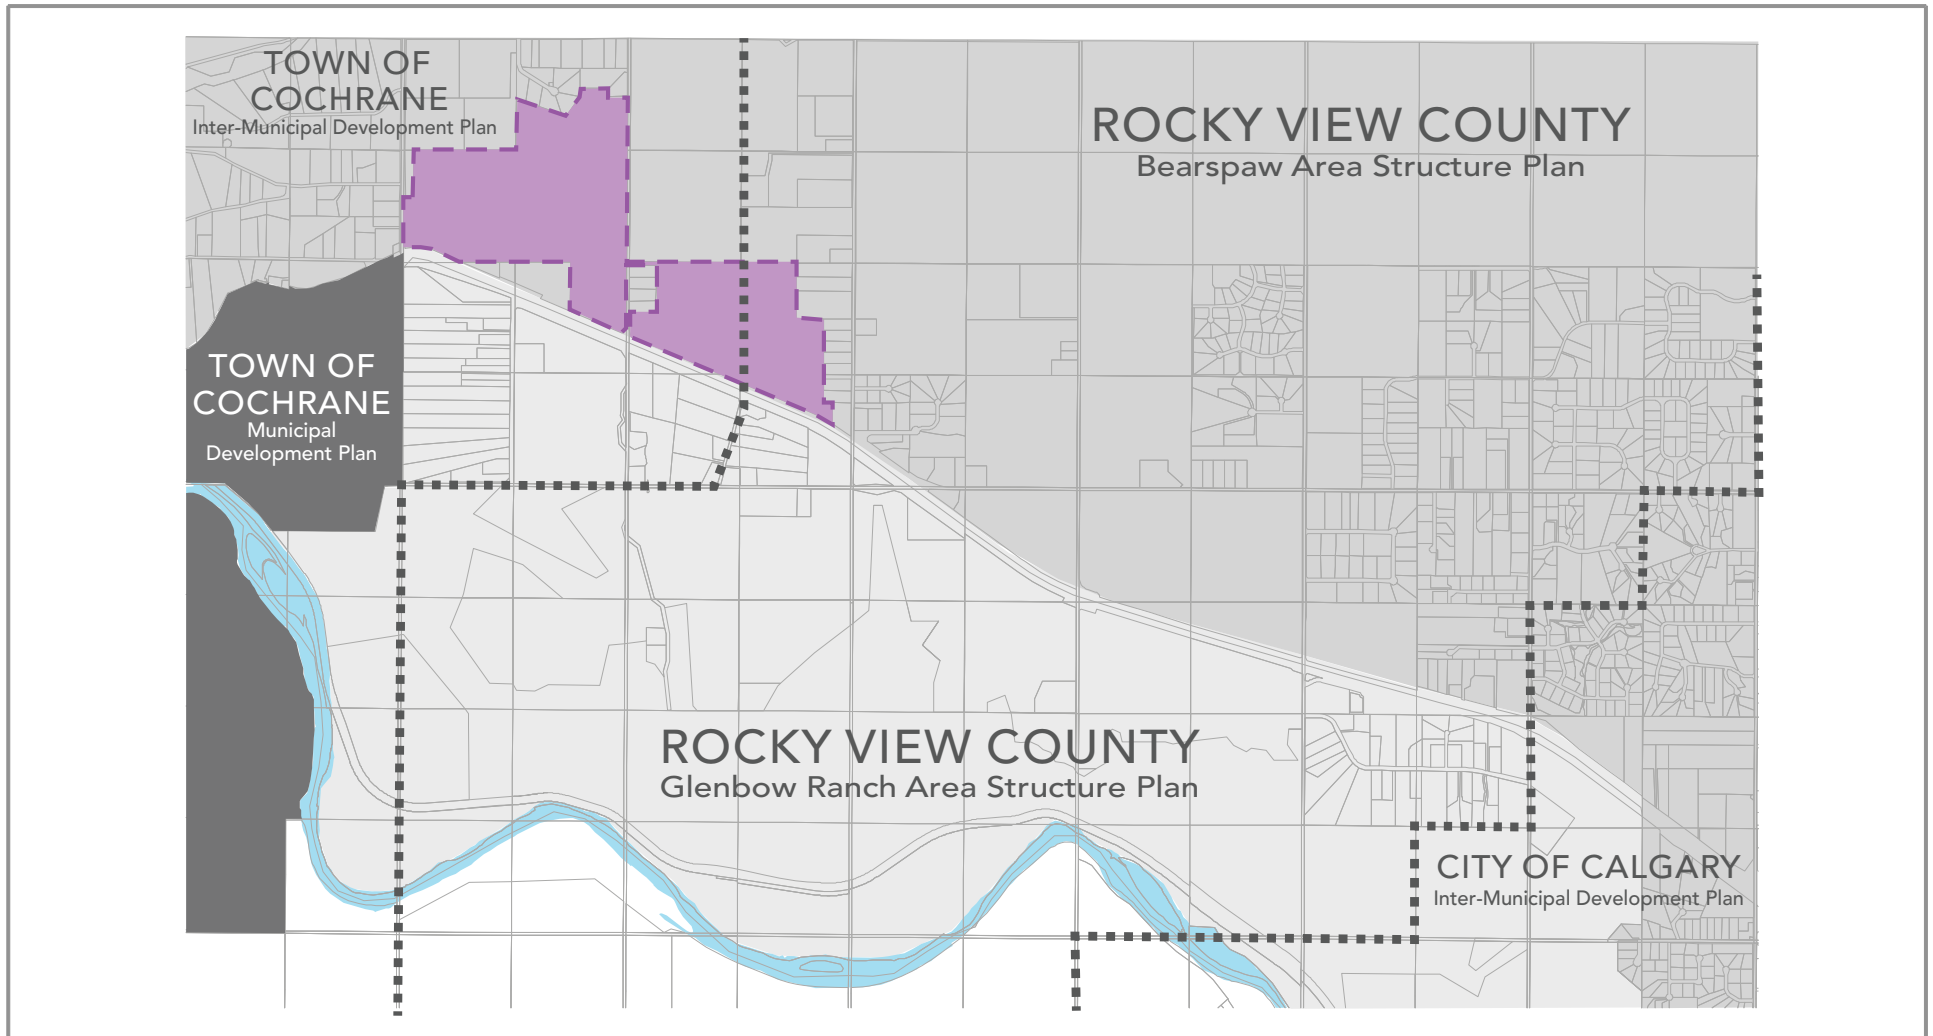 TOWN OF
COCHRANE
Inter-Municipal Development Plan
ROCKY VIEW COUNTY
Bearspaw Area Structure Plan
TOWN OF
COCHRANE
Municipal
Development Plan
ROCKY VIEW COUNTY
Glenbow Ranch Area Structure Plan
CITY OF CALGARY
Inter-Municipal Development Plan